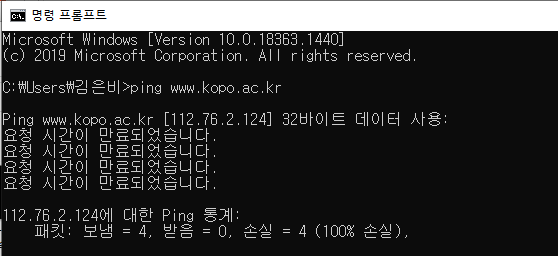 명령 프롬프트
Microsoft Windows [Version 10.0.18363.1440]
(c) 2019 Microsoft Corporation. All rights reserved.
C:₩Users₩김은비>ping www.kopo.ac.kr
Ping www.kopo.ac.kr [112.76.2.124] 32바이트 데이터 사용:
요청 시간이 만료되었습니다.
요청 시간이 만료되었습니다.
요청 시간이 만료되었습니다.
요청 시간이 만료되었습니다.
112.76.2.124에 대한 Ping 통계:
패킷: 보냄 = 4, 받음 = 0, 손실 = 4 (100% 손실),